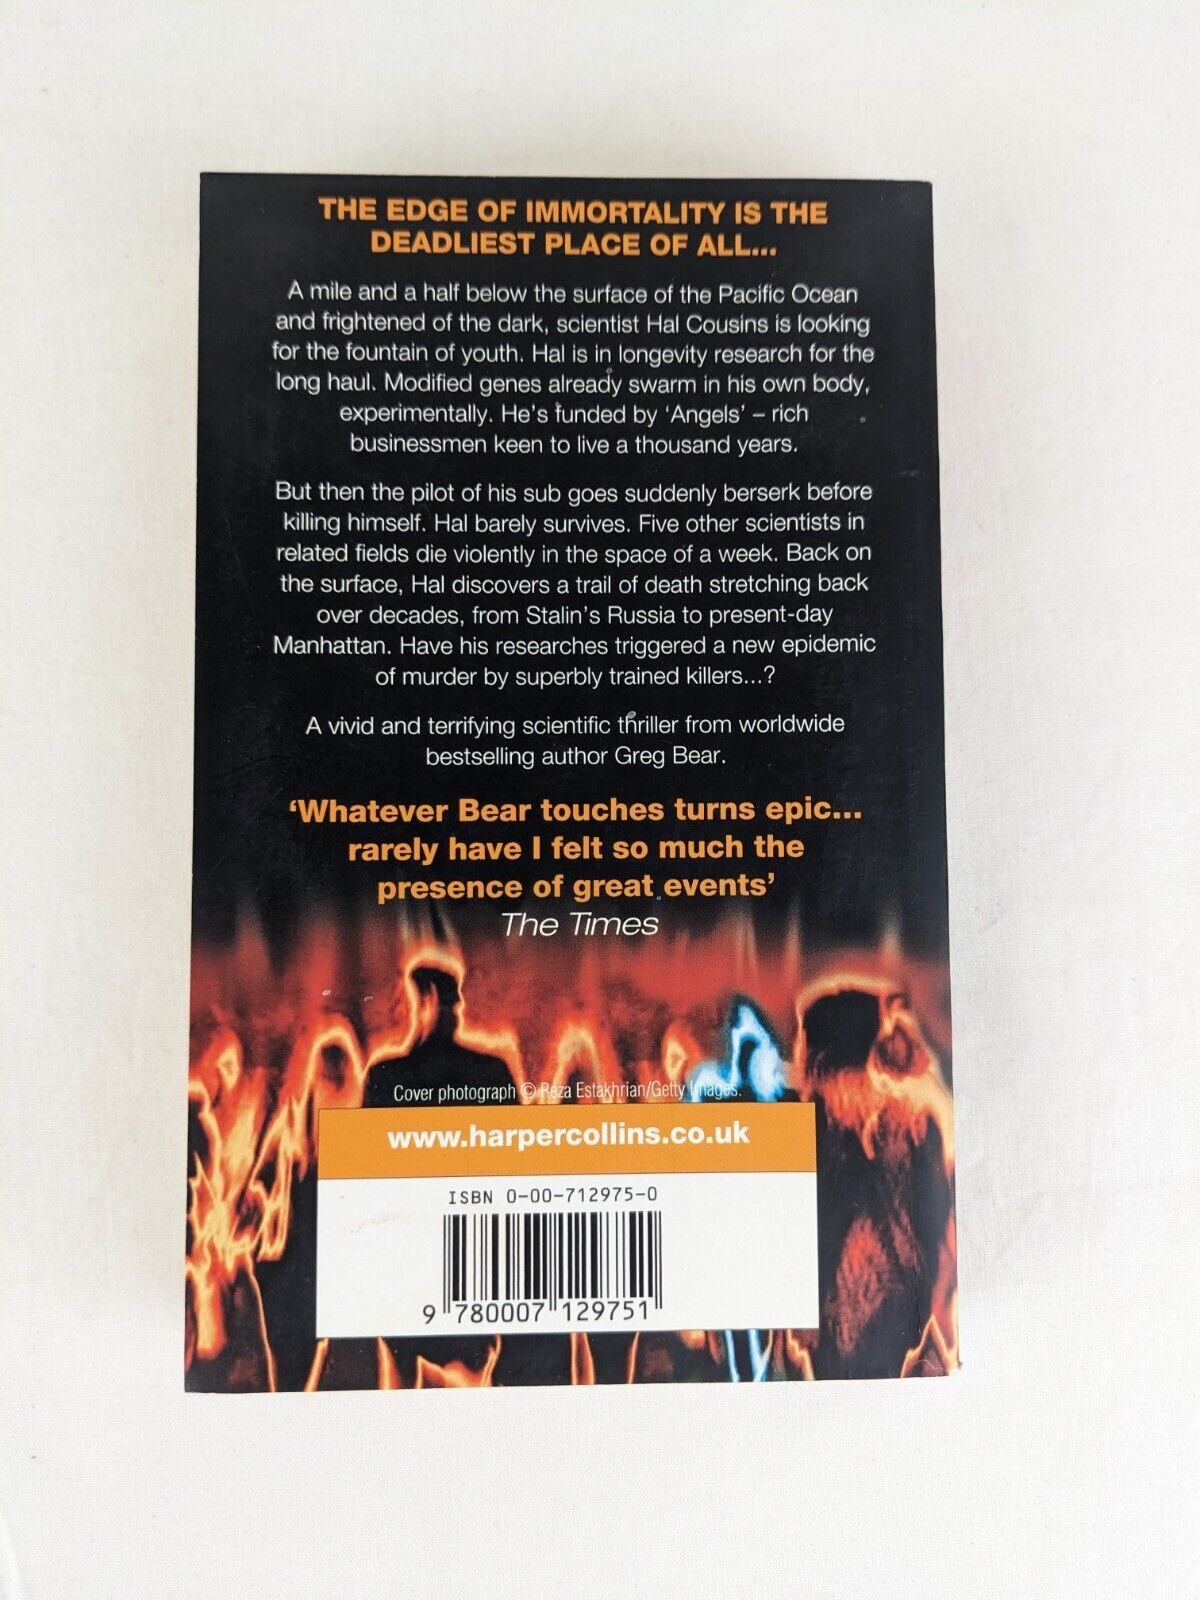 THE EDGE OF IMMORTALITY IS THE
DEADLIEST PLACE OF ALL...
A mile and a half below the surface of the Pacific Ocean
and frightened of the dark, scientist Hal Cousins is looking
for the fountain of youth. Hal is in longevity research for the
long haul. Modified genes already swarm in his own body,
experimentally. He's funded by 'Angels' – rich
businessmen keen to live a thousand years.
But then the pilot of his sub goes suddenly berserk before
killing himself. Hal barely survives. Five other scientists in
related fields die violently in the space of a week. Back on
the surface, Hal discovers a trail of death stretching back
over decades, from Stalin's Russia to present-day
Manhattan. Have his researches triggered a new epidemic
of murder by superbly trained killers...?
A vivid and terrifying scientific thriller from worldwide
bestselling author Greg Bear.
'Whatever Bear touches turns epic...
rarely have I felt so much the
presence of great events'
The Times
Cover photograph © Reza Estakhrian/Getty Images.
www.harpercollins.co.uk
ISBN 0-00-712975-0
9 780007 129751